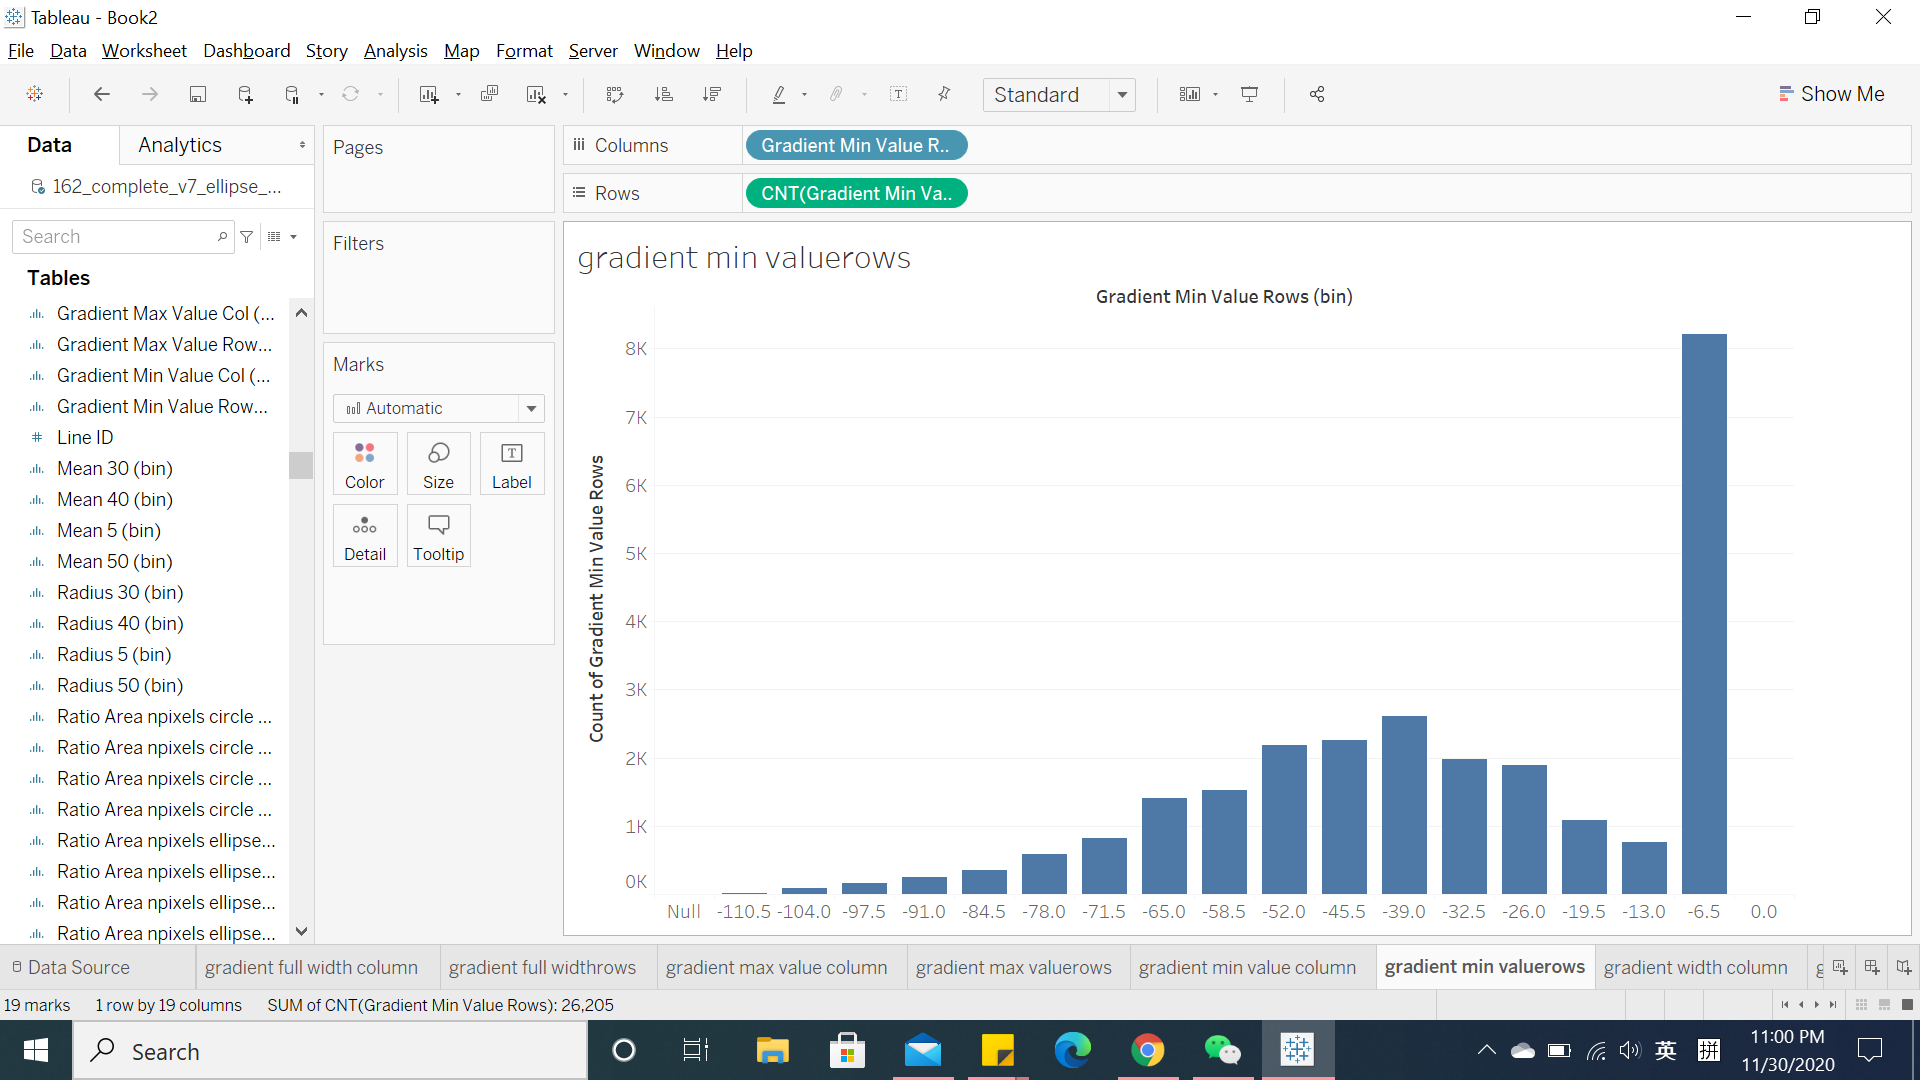 Tableau - Book2
File Data Worksheet Dashboard Story Analysis Map Format Server Window Help
Standard
Show Me
Data
Analytics
162_complete_v7_ellipse_...
Search
Tables
Gradient Max Value Col (...
Gradient Max Value Row...
Gradient Min Value Col (...
Gradient Min Value Row...
Line ID
Mean 30 (bin)
Mean 40 (bin)
Mean 5 (bin)
Mean 50 (bin)
Radius 30 (bin)
Radius 40 (bin)
Radius 5 (bin)
Radius 50 (bin)
Ratio Area npixels circle ...
Ratio Area npixels circle ...
Ratio Area npixels circle ...
Ratio Area npixels circle ...
Ratio Area npixels ellipse...
Ratio Area npixels ellipse...
Ratio Area npixels ellipse...
Ratio Area npixels ellipse...
Pages
Filters
Marks
Automatic
Color
Size
Label
Detail
Tooltip
Columns
Gradient Min Value R..
Rows
CNT(Gradient Min Va..
gradient min valuerows
Gradient Min Value Rows (bin)
Count of Gradient Min Value Rows
8K
7K
6K
5K
4K
3K
2K
1K
0K
Null -110.5 -104.0 -97.5 -91.0 -84.5 -78.0 -71.5 -65.0 -58.5 -52.0 -45.5 -39.0 -32.5 -26.0 -19.5 -13.0 -6.5 0.0
Data Source
gradient full width column
gradient full widthrows
gradient max value column
gradient max valuerows
gradient min value column
gradient min valuerows
gradient width column
19 marks
1 row by 19 columns
SUM of CNT(Gradient Min Value Rows): 26,205
Search
英
拼
11:00 PM
11/30/2020